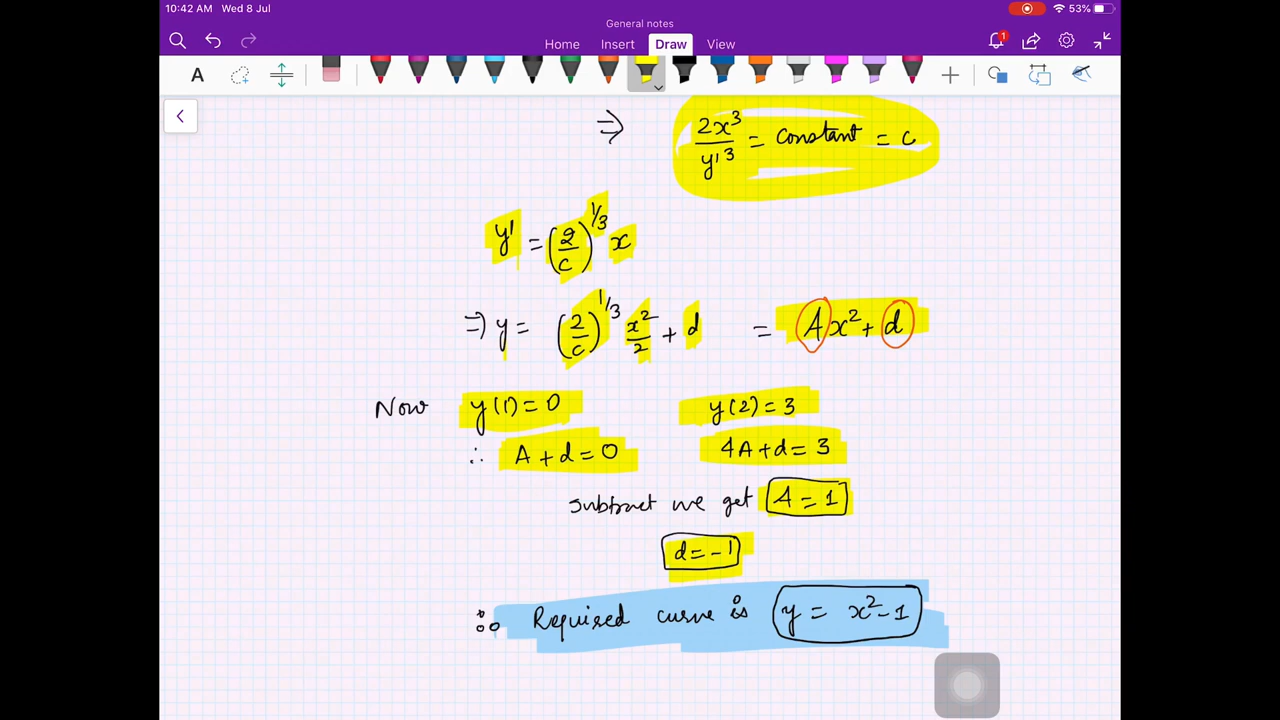 10:42 AM Wed 8 Jul
53%
General notes
Home Insert Draw View
1
A
⇒ 2x³/y'³ = constant = c
y' = (2/c)^1/3 x
⇒ y = (2/c)^1/3 x²/2 + d = Ax² + d
Now y(1) = 0 y(2) = 3
∴ A + d = 0 4A + d = 3
Subtract we get A = 1
d = -1
∴ Required curve is y = x² - 1